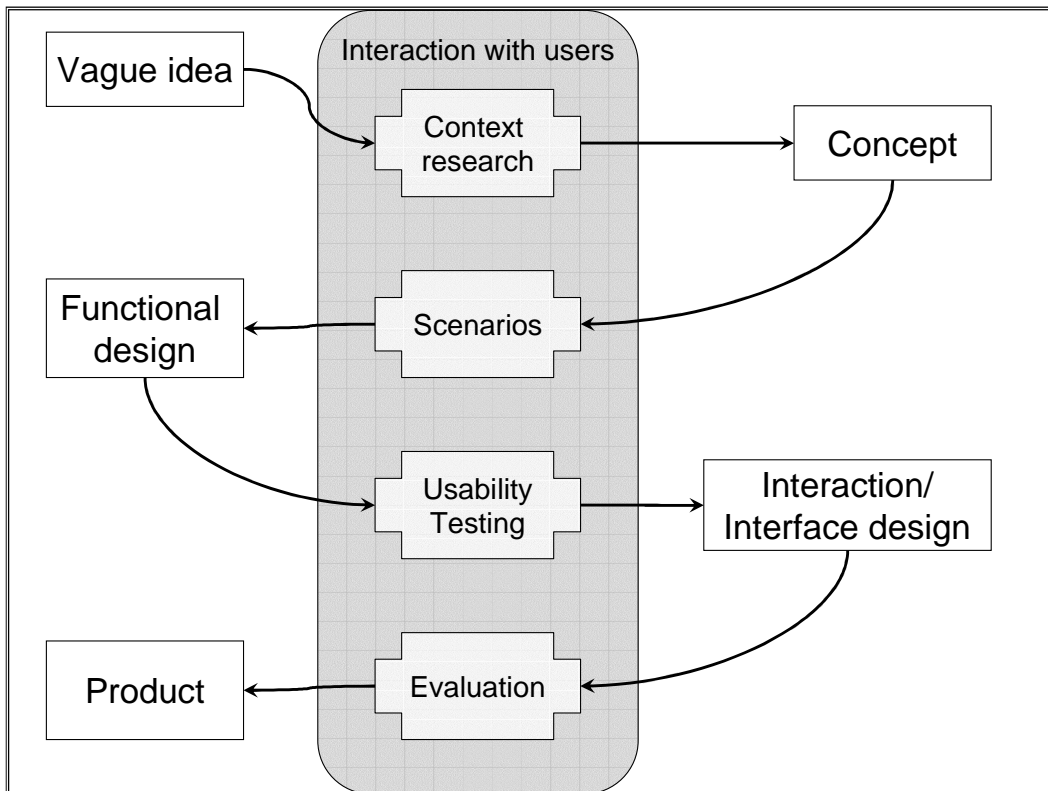 Interaction with users
Vague idea
Context
research
Concept
Functional
design
Scenarios
Usability
Testing
Interaction/
Interface design
Product
Evaluation